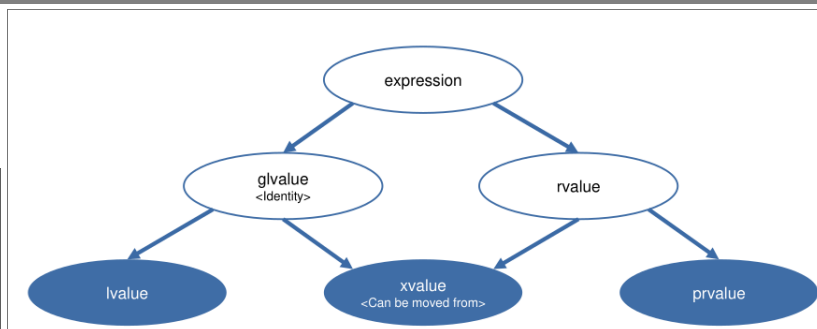 expression
glvalue
<Identity>
rvalue
lvalue
xvalue
<Can be moved from>
prvalue